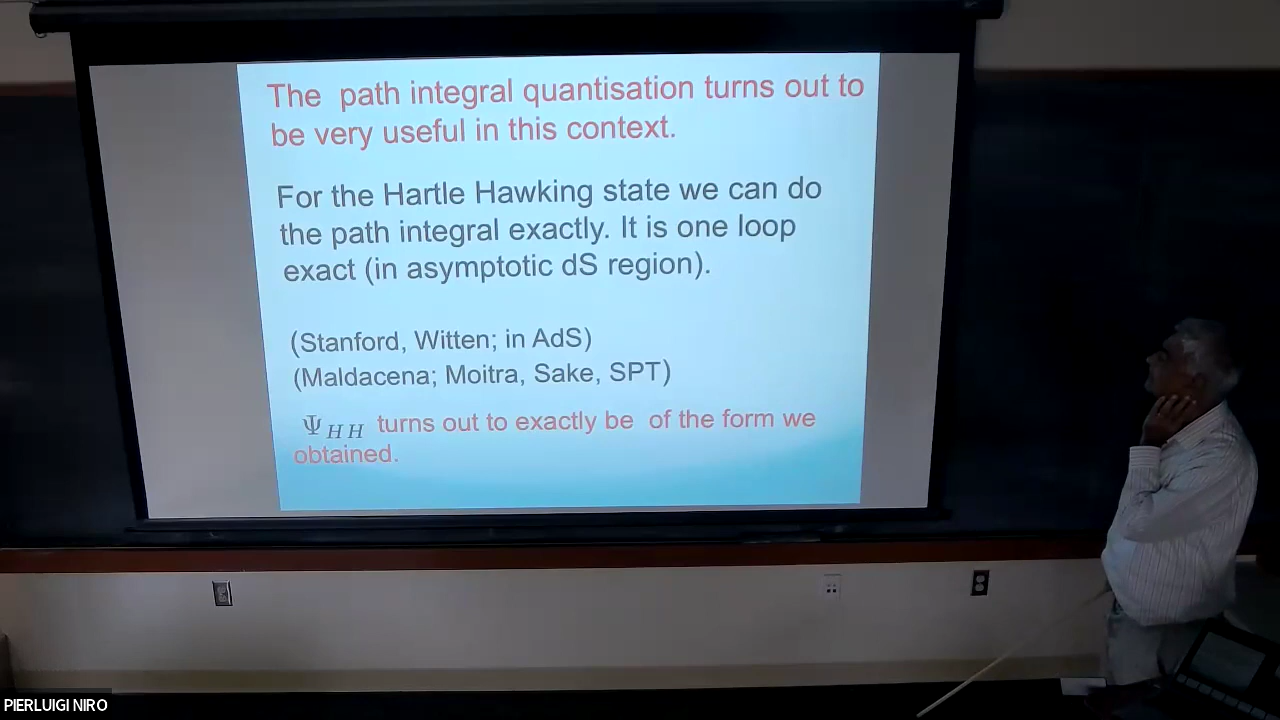 The path integral quantisation turns out to
be very useful in this context.
For the Hartle Hawking state we can do
the path integral exactly. It is one loop
exact (in asymptotic dS region).
(Stanford, Witten; in AdS)
(Maldacena; Moitra, Sake, SPT)
Ψ_HH turns out to exactly be of the form we
obtained.
PIERLUIGI NIRO